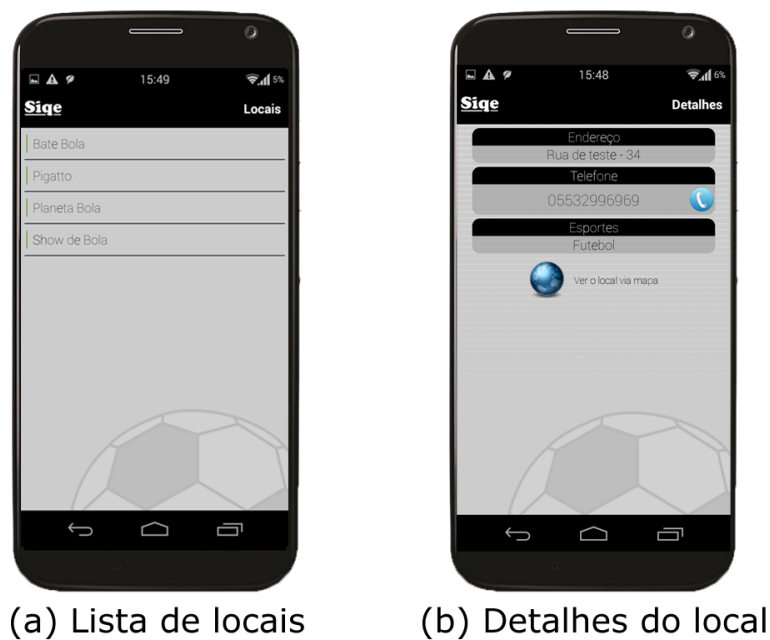 15:49
5%
Siqe
Locais
Bate Bola
Pigatto
Planeta Bola
Show de Bola
(a) Lista de locais
15:48
6%
Siqe
Detalhes
Endereço
Rua de teste - 34
Telefone
05532996969
Esportes
Futebol
Ver o local via mapa
(b) Detalhes do local